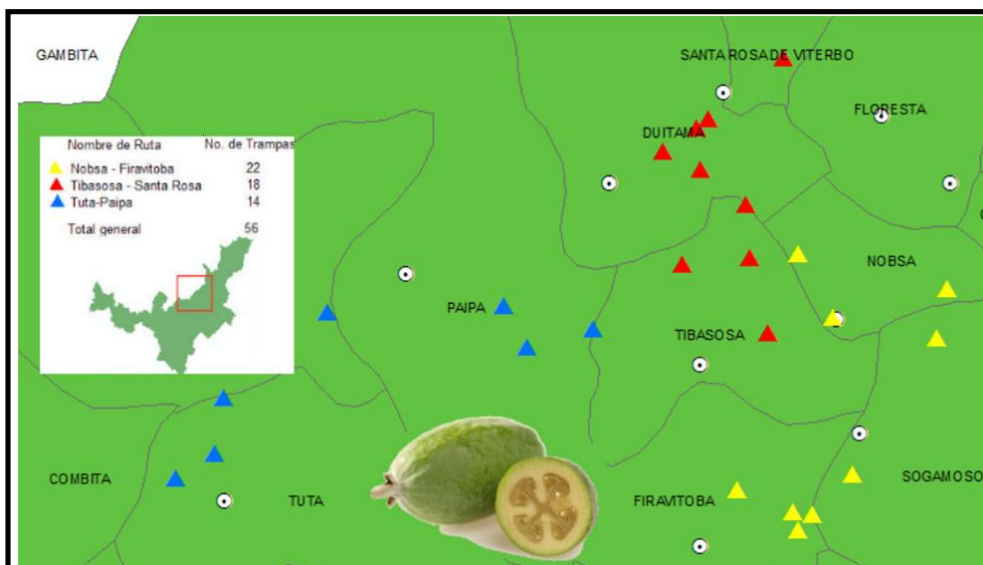 GAMBITA
SANTA ROSA DE VITERBO
FLORESTA
DUITAMA
Nombre de Ruta No. de Trampas
Nobsa - Firavitoba 22
Tibasosa - Santa Rosa 18
Tuta-Paipa 14
Total general 56
NOBSA
PAIPA
TIBASOSA
COMBITA
TUTA
FIRAVITOBA
SOGAMOSO